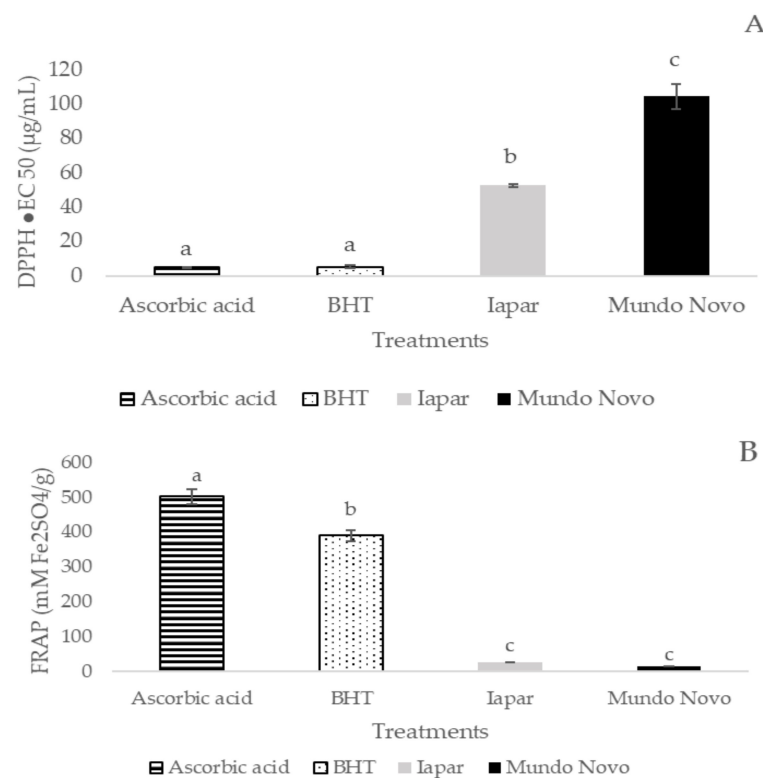 A
DPPH ●EC 50 (µg/mL)
120
100
80
60
40
20
0
a
a
b
c
Ascorbic acid BHT Iapar Mundo Novo
Treatments
Ascorbic acid BHT Iapar Mundo Novo
B
FRAP (mM Fe2SO4/g)
600
500
400
300
200
100
0
a
b
c
c
Ascorbic acid BHT Iapar Mundo Novo
Treatments
Ascorbic acid BHT Iapar Mundo Novo